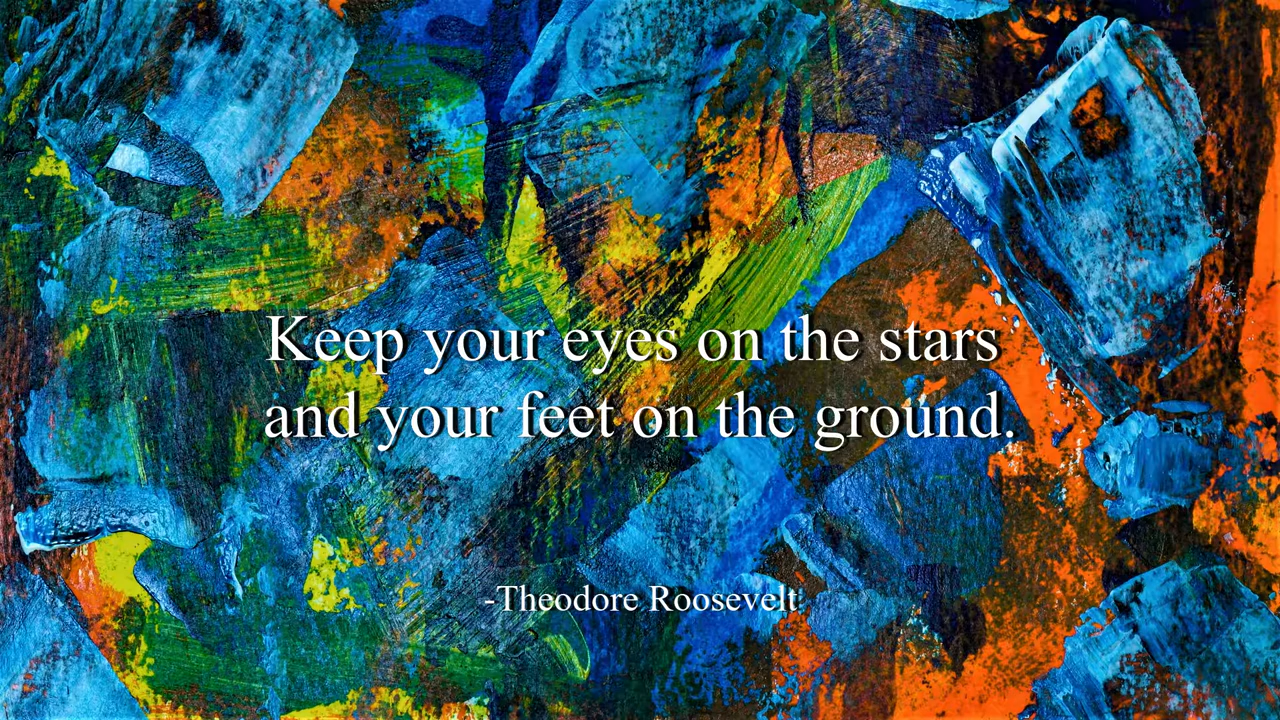 Keep your eyes on the stars
and your feet on the ground.
-Theodore Roosevelt